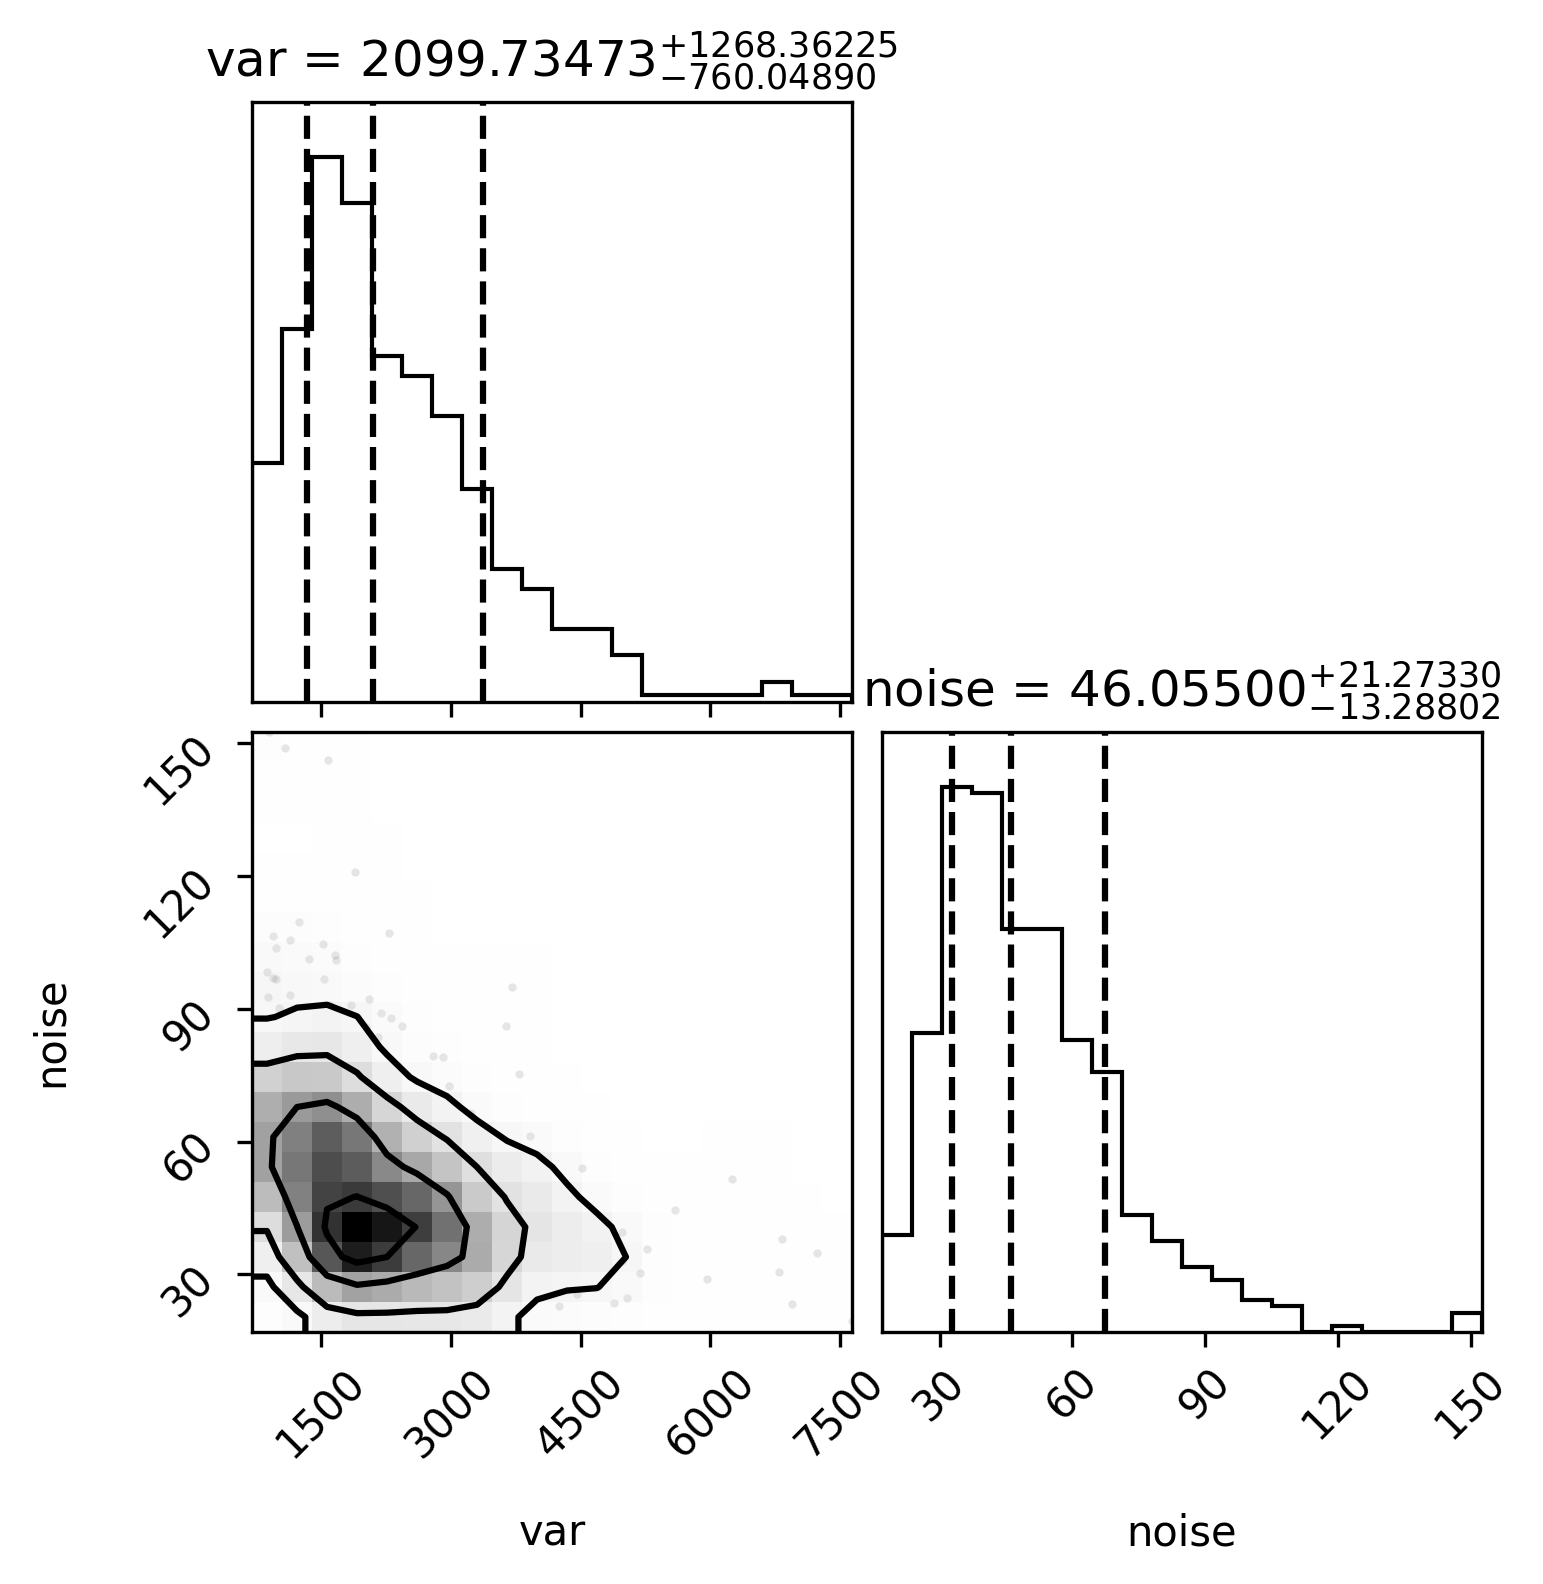 var = 2099.73473+1268.36225−760.04890
noise = 46.05500+21.27330−13.28802
150
120
90
60
30
noise
1500 3000 4500 6000 7500
30 60 90 120 150
var
noise